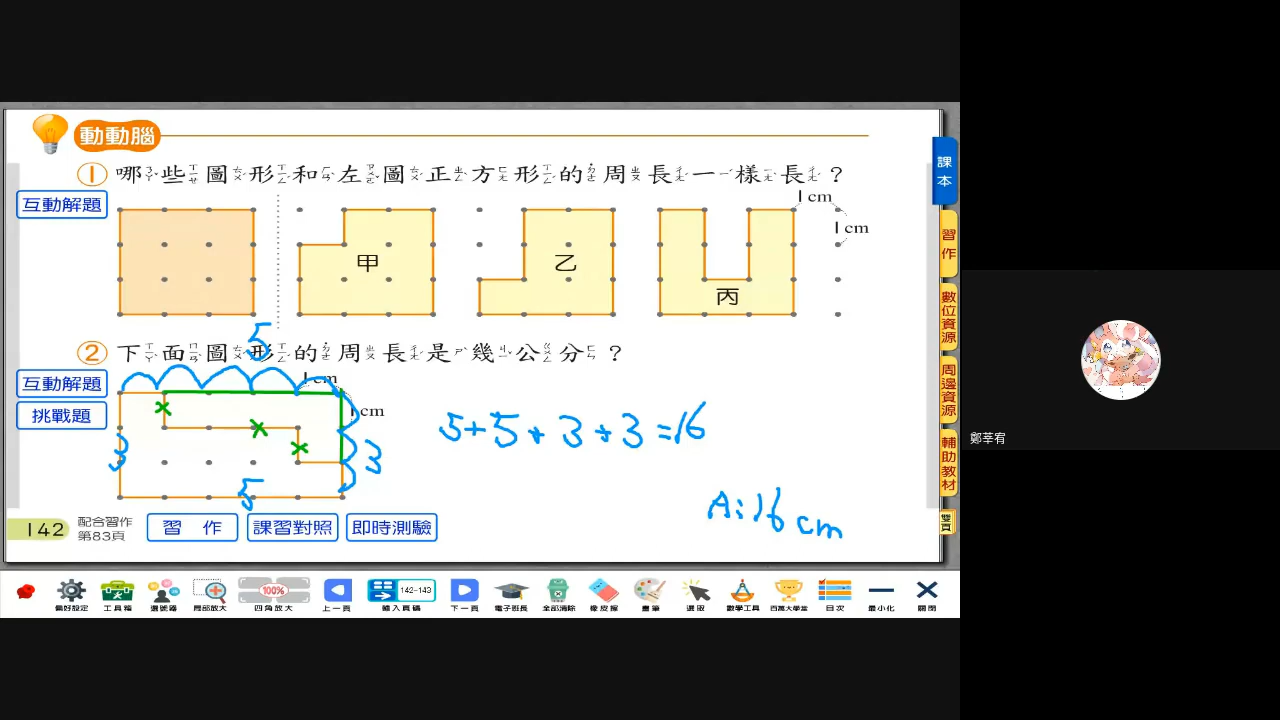 動動腦
① 哪些圖形和左圖正方形的周長一樣長？
互動解題
1 cm
1 cm
甲
乙
丙
② 下面圖形的周長是幾公分？
互動解題
挑戰題
5
1 cm
1 cm
3
3
5
5+5+3+3=16
A:16 cm
142
配合習作
第83頁
習 作
課習對照
即時測驗
課本
習作
數位資源
周邊資源
輔助教材
雙頁
鄭莘宥
偏好設定
工具箱
選號器
局部放大
100%
四角放大
上一頁
142-143
輸入頁碼
下一頁
電子班長
全部清除
橡皮擦
畫筆
選取
數學工具
百萬大學堂
目次
最小化
關閉